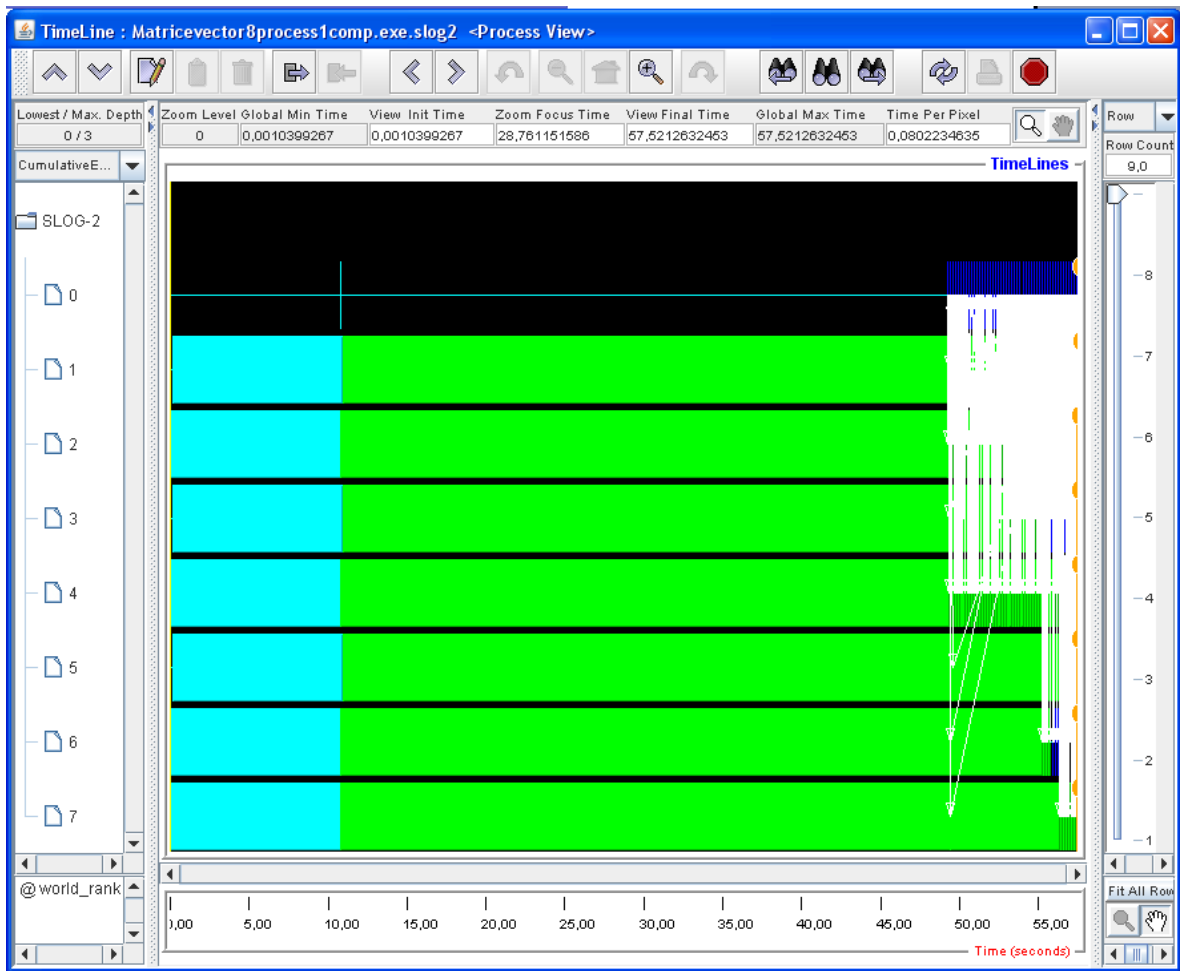 TimeLine : Matricevector8process1comp.exe.slog2 <Process View>
Lowest / Max. Depth Zoom Level Global Min Time View Init Time Zoom Focus Time View Final Time Global Max Time Time Per Pixel Row
0 / 3 0 0,0010399267 0,0010399267 28,761151586 57,5212632453 57,5212632453 0,0802234635 Row Count
CumulativeE... 9,0
TimeLines
SLOG-2
0
1
2
3
4
5
6
7
8
7
6
5
4
3
2
1
@ world_rank Fit All Row
),00 5,00 10,00 15,00 20,00 25,00 30,00 35,00 40,00 45,00 50,00 55,00
Time (seconds)